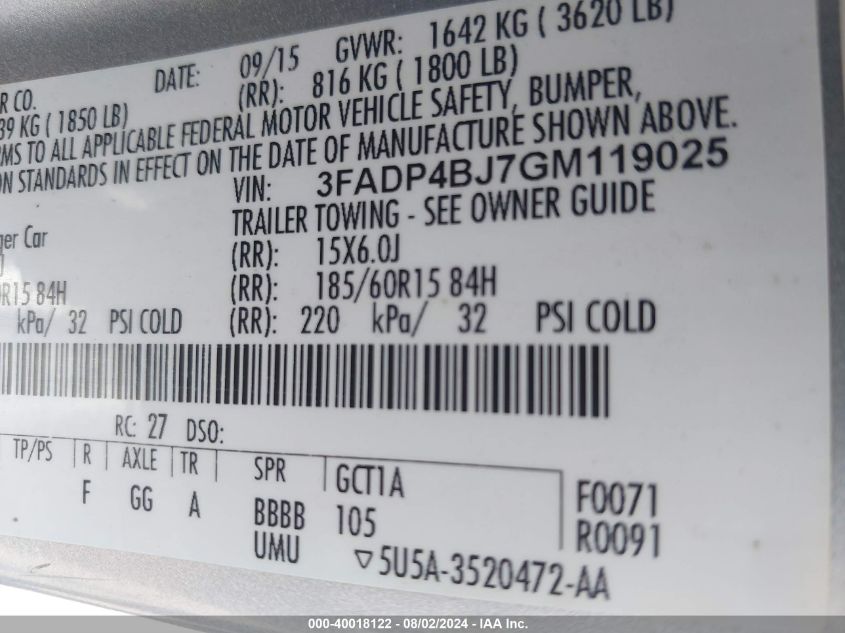 DATE: 09/15 GVWR: 1642 KG ( 3620 LB)
R CO. (RR): 816 KG ( 1800 LB)
39 KG ( 1850 LB)
MS TO ALL APPLICABLE FEDERAL MOTOR VEHICLE SAFETY, BUMPER,
ON STANDARDS IN EFFECT ON THE DATE OF MANUFACTURE SHOWN ABOVE.
VIN: 3FADP4BJ7GM119025
TRAILER TOWING - SEE OWNER GUIDE
ger Car (RR): 15X6.0J
0R15 84H (RR): 185/60R15 84H
kPa/ 32 PSI COLD (RR): 220 kPa/ 32 PSI COLD
RC: 27 DSO:
TP/PS R AXLE TR SPR GCT1A F0071
F GG A BBBB 105 R0091
UMU ▽5U5A-3520472-AA
000-40018122 - 08/02/2024 - IAA Inc.